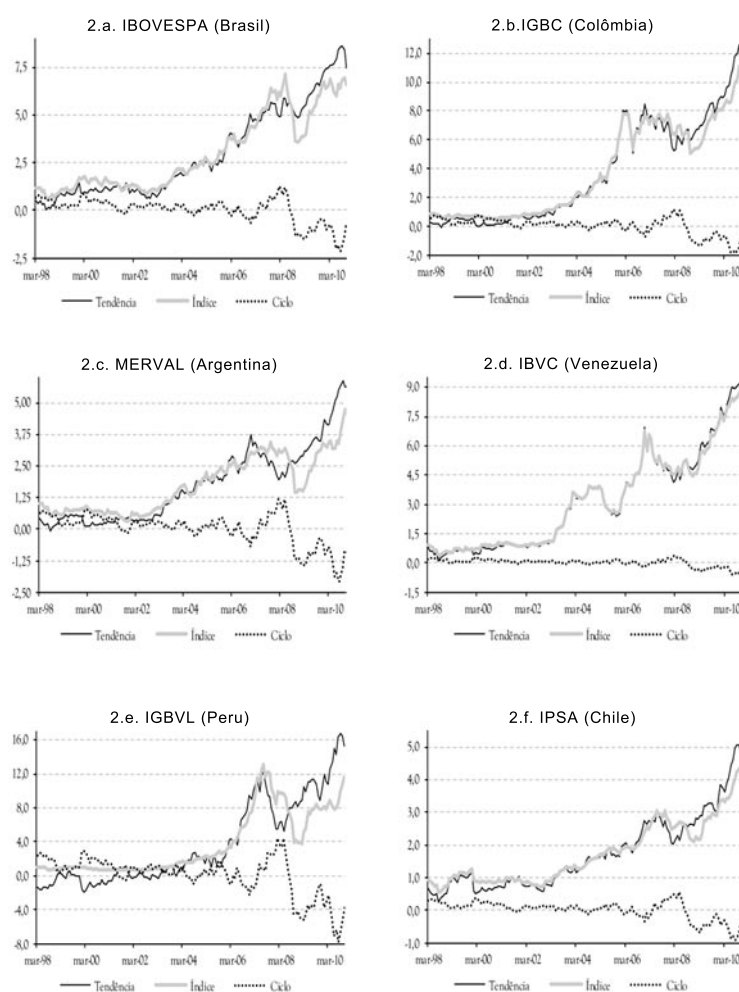 2.a. IBOVESPA (Brasil)
7,5
5,0
2,5
0,0
-2,5
mar-98 mar-00 mar-02 mar-04 mar-06 mar-08 mar-10
Tendência Índice Ciclo
2.b.IGBC (Colômbia)
12,0
10,0
8,0
6,0
4,0
2,0
0,0
-2,0
mar-98 mar-00 mar-02 mar-04 mar-06 mar-08 mar-10
Tendência Índice Ciclo
2.c. MERVAL (Argentina)
5,00
3,75
2,50
1,25
0,00
-1,25
-2,50
mar-98 mar-00 mar-02 mar-04 mar-06 mar-08 mar-10
Tendência Índice Ciclo
2.d. IBVC (Venezuela)
9,0
7,5
6,0
4,5
3,0
1,5
0,0
-1,5
mar-98 mar-00 mar-02 mar-04 mar-06 mar-08 mar-10
Tendência Índice Ciclo
2.e. IGBVL (Peru)
16,0
12,0
8,0
4,0
0,0
-4,0
-8,0
mar-98 mar-00 mar-02 mar-04 mar-06 mar-08 mar-10
Tendência Índice Ciclo
2.f. IPSA (Chile)
5,0
4,0
3,0
2,0
1,0
0,0
-1,0
mar-98 mar-00 mar-02 mar-04 mar-06 mar-08 mar-10
Tendência Índice Ciclo